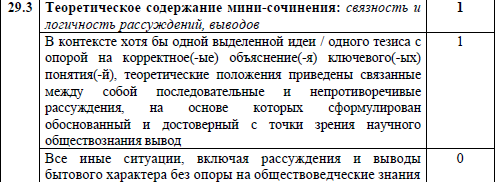 29.3 Теоретическое содержание мини-сочинения: связность и 1
логичность рассуждений, выводов
В контексте хотя бы одной выделенной идеи / одного тезиса с 1
опорой на корректное(-ые) объяснение(-я) ключевого(-ых)
понятия(-й), теоретические положения приведены связанные
между собой последовательные и непротиворечивые
рассуждения, на основе которых сформулирован
обоснованный и достоверный с точки зрения научного
обществознания вывод
Все иные ситуации, включая рассуждения и выводы 0
бытового характера без опоры на обществоведческие знания